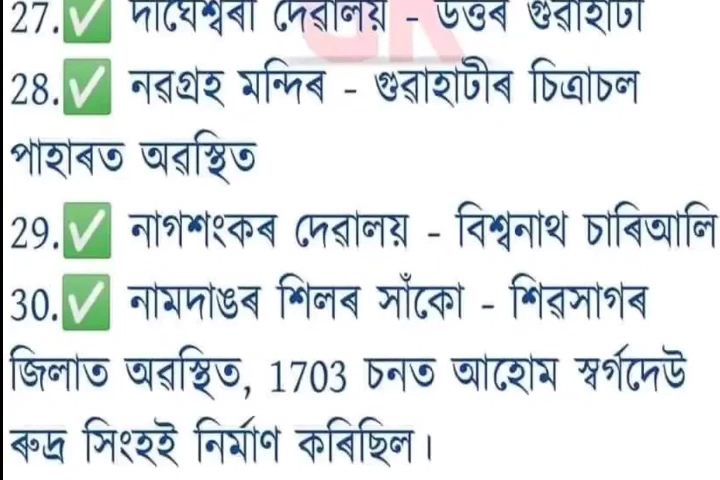 27.✅ দীঘেশ্বৰী দেৱালয় - উত্তৰ গুৱাহাটী
28.✅ নৱগ্ৰহ মন্দিৰ - গুৱাহাটীৰ চিত্ৰাচল
পাহাৰত অৱস্থিত
29.✅ নাগশংকৰ দেৱালয় - বিশ্বনাথ চাৰিআলি
30.✅ নামদাঙৰ শিলৰ সাঁকো - শিৱসাগৰ
জিলাত অৱস্থিত, 1703 চনত আহোম স্বৰ্গদেউ
ৰুদ্ৰ সিংহই নিৰ্মাণ কৰিছিল।